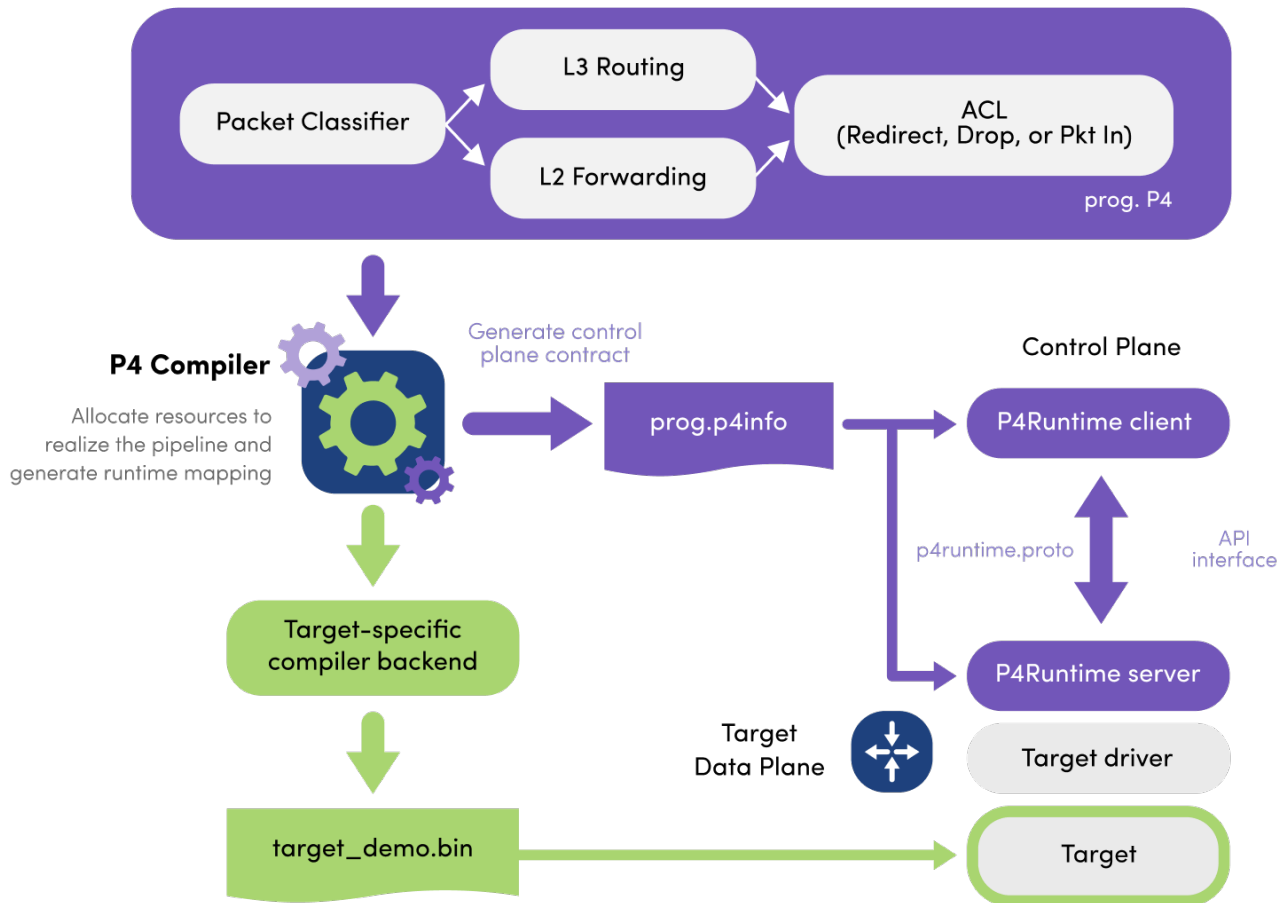 L3 Routing
Packet Classifier
ACL
(Redirect, Drop, or Pkt In)
L2 Forwarding
prog. P4
P4 Compiler
Allocate resources to
realize the pipeline and
generate runtime mapping
Generate control
plane contract
prog.p4info
Control Plane
P4Runtime client
p4runtime.proto
API
interface
Target-specific
compiler backend
P4Runtime server
Target
Data Plane
Target driver
target_demo.bin
Target